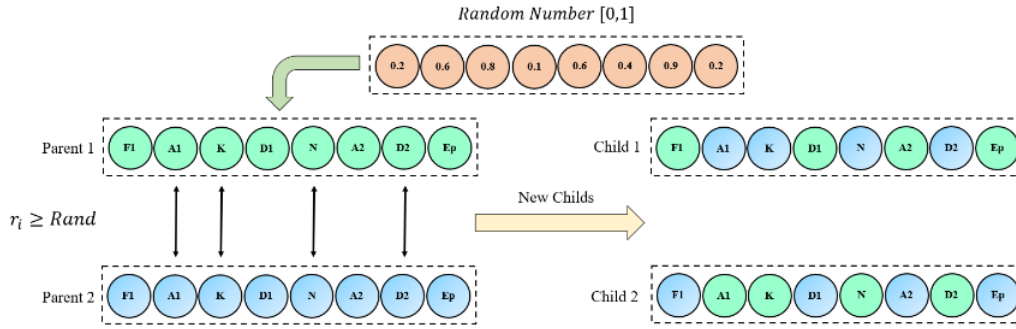 Random Number [0,1]
0.2 0.6 0.8 0.1 0.6 0.4 0.9 0.2
Parent 1 F1 A1 K D1 N A2 D2 Ep
Child 1 F1 A1 K D1 N A2 D2 Ep
r_i ≥ Rand
New Childs
Parent 2 F1 A1 K D1 N A2 D2 Ep
Child 2 F1 A1 K D1 N A2 D2 Ep